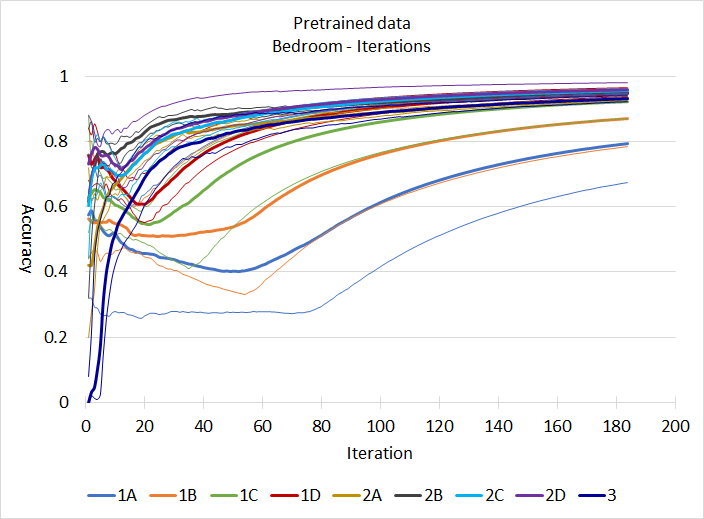 Pretrained data
Bedroom - Iterations
1
0.8
0.6
0.4
0.2
0
Accuracy
0 20 40 60 80 100 120 140 160 180 200
Iteration
1A 1B 1C 1D 2A 2B 2C 2D 3